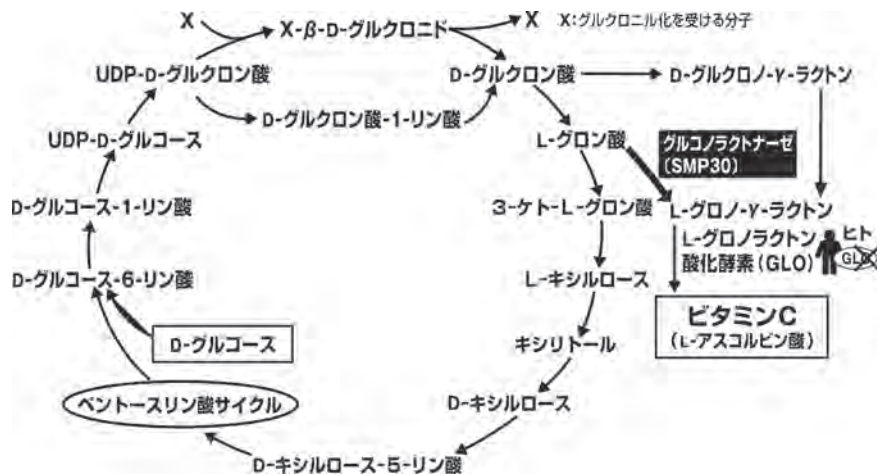 X
X-β-D-グルクロニド
X
X:グルクロニル化を受ける分子
UDP-D-グルクロン酸
D-グルクロン酸
D-グルクロノ-γ-ラクトン
D-グルクロン酸-1-リン酸
UDP-D-グルコース
L-グロン酸
グルコノラクトナーゼ
(SMP30)
D-グルコース-1-リン酸
3-ケト-L-グロン酸
L-グロノ-γ-ラクトン
L-グロノラクトン
酸化酵素(GLO)
ヒト
GLO
D-グルコース-6-リン酸
L-キシルロース
ビタミンC
(L-アスコルビン酸)
D-グルコース
キシリトール
ペントースリン酸サイクル
D-キシルロース
D-キシルロース-5-リン酸